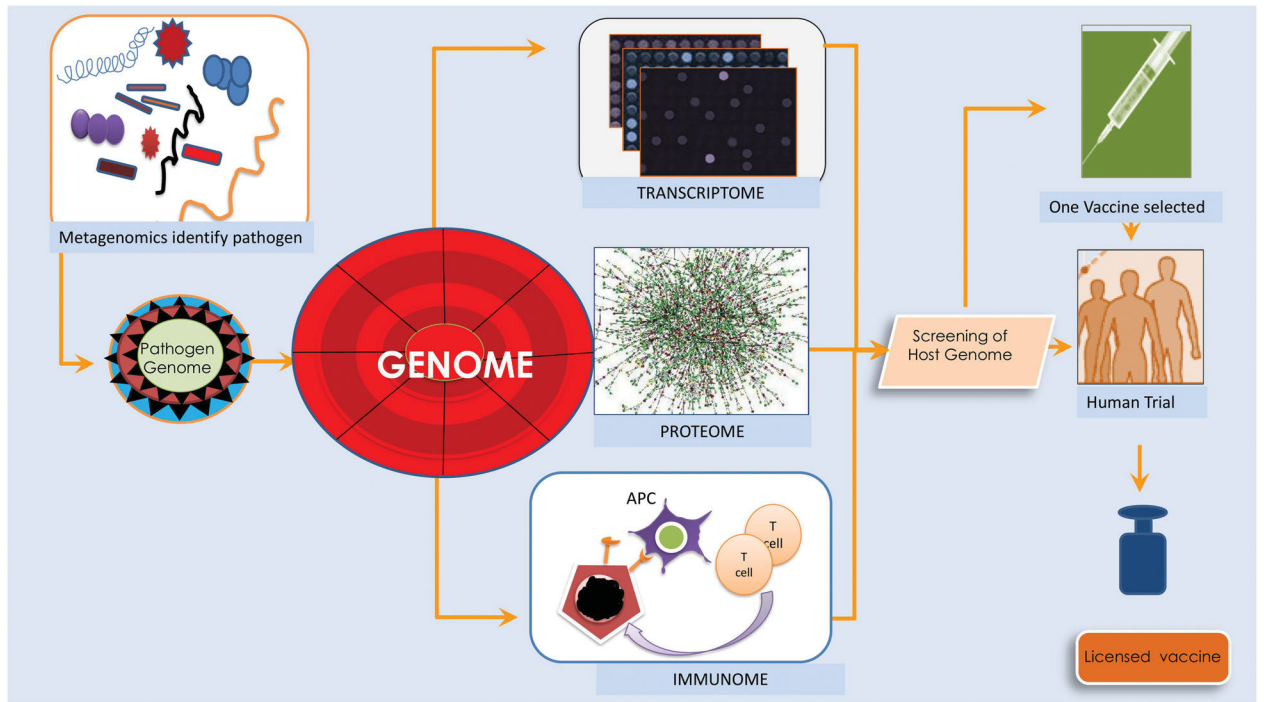 Metagenomics identify pathogen
Pathogen
Genome
GENOME
TRANSCRIPTOME
PROTEOME
APC
T
cell
T
cell
IMMUNOME
Screening of
Host Genome
One Vaccine selected
Human Trial
Licensed vaccine